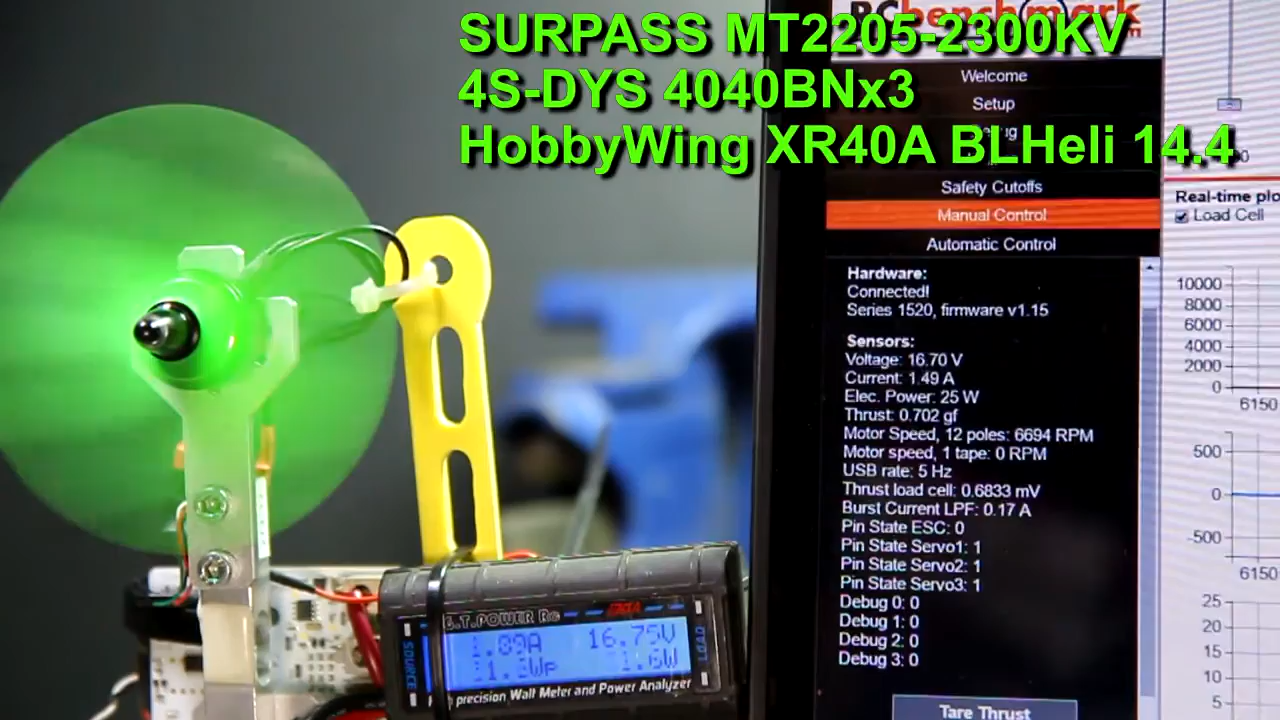 SURPASS MT2205-2300KV
4S-DYS 4040BNx3
HobbyWing XR40A BLHeli 14.4
RCbenchmark
Welcome
Setup
Safety Cutoffs
Manual Control
Automatic Control
Hardware:
Connected!
Series 1520, firmware v1.15
Sensors:
Voltage: 16.70 V
Current: 1.49 A
Elec. Power: 25 W
Thrust: 0.702 gf
Motor Speed, 12 poles: 6694 RPM
Motor speed, 1 tape: 0 RPM
USB rate: 5 Hz
Thrust load cell: 0.6833 mV
Burst Current LPF: 0.17 A
Pin State ESC: 0
Pin State Servo1: 1
Pin State Servo2: 1
Pin State Servo3: 1
Debug 0: 0
Debug 1: 0
Debug 2: 0
Debug 3: 0
Tare Thrust
Real-time plo
Load Cell
10000
8000
6000
4000
2000
0
6150
500
0
-500
6150
25
20
15
10
5
G.T.POWER RC
SOURCE
16.75V
LOAD
precision Watt Meter and Power Analyzer